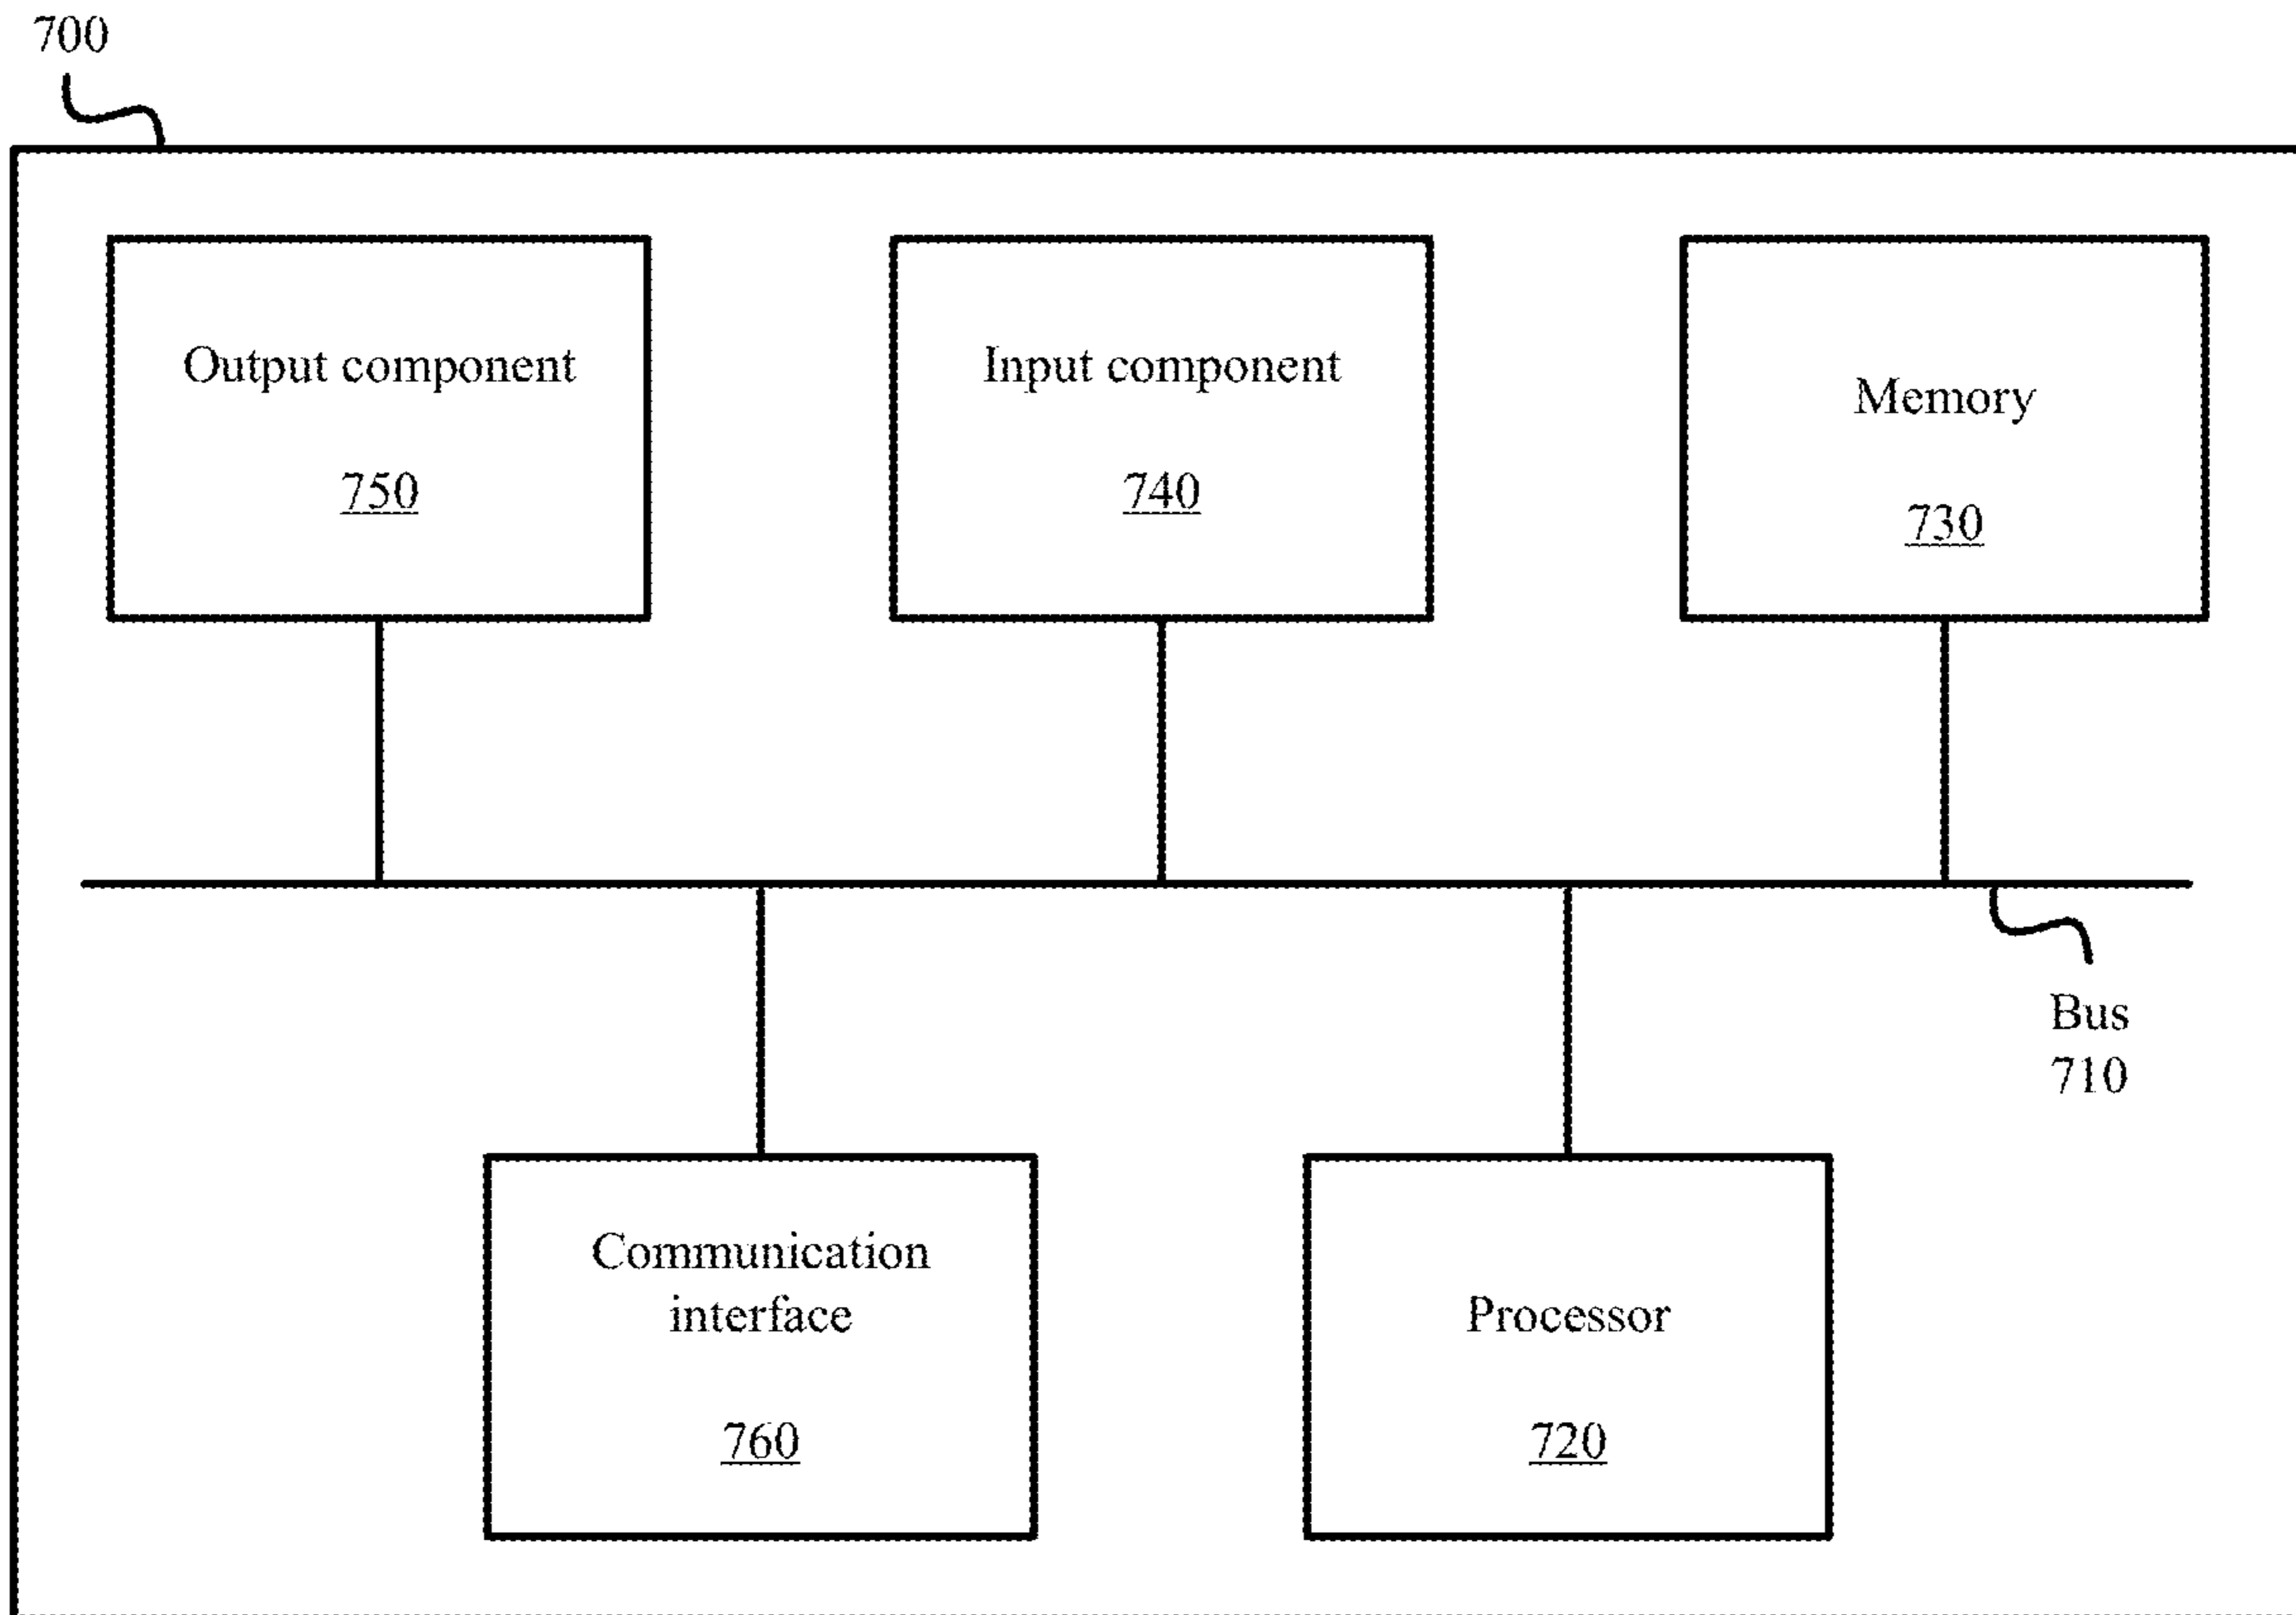 700
Output component
750
Input component
740
Memory
730
Bus
710
Communication
interface
760
Processor
720